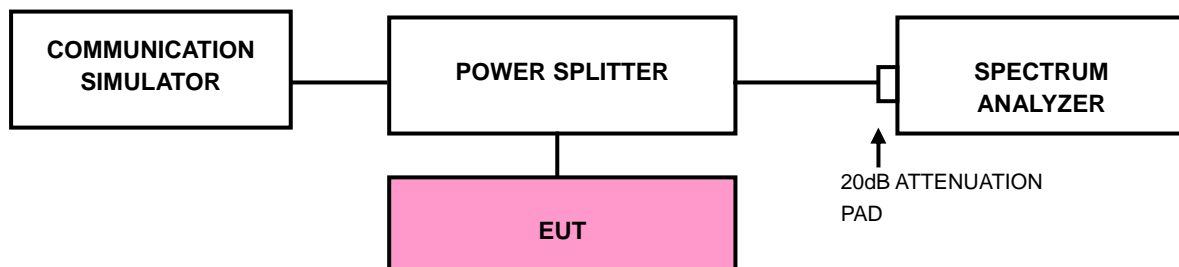 COMMUNICATION
SIMULATOR
POWER SPLITTER
SPECTRUM
ANALYZER
20dB ATTENUATION
PAD
EUT